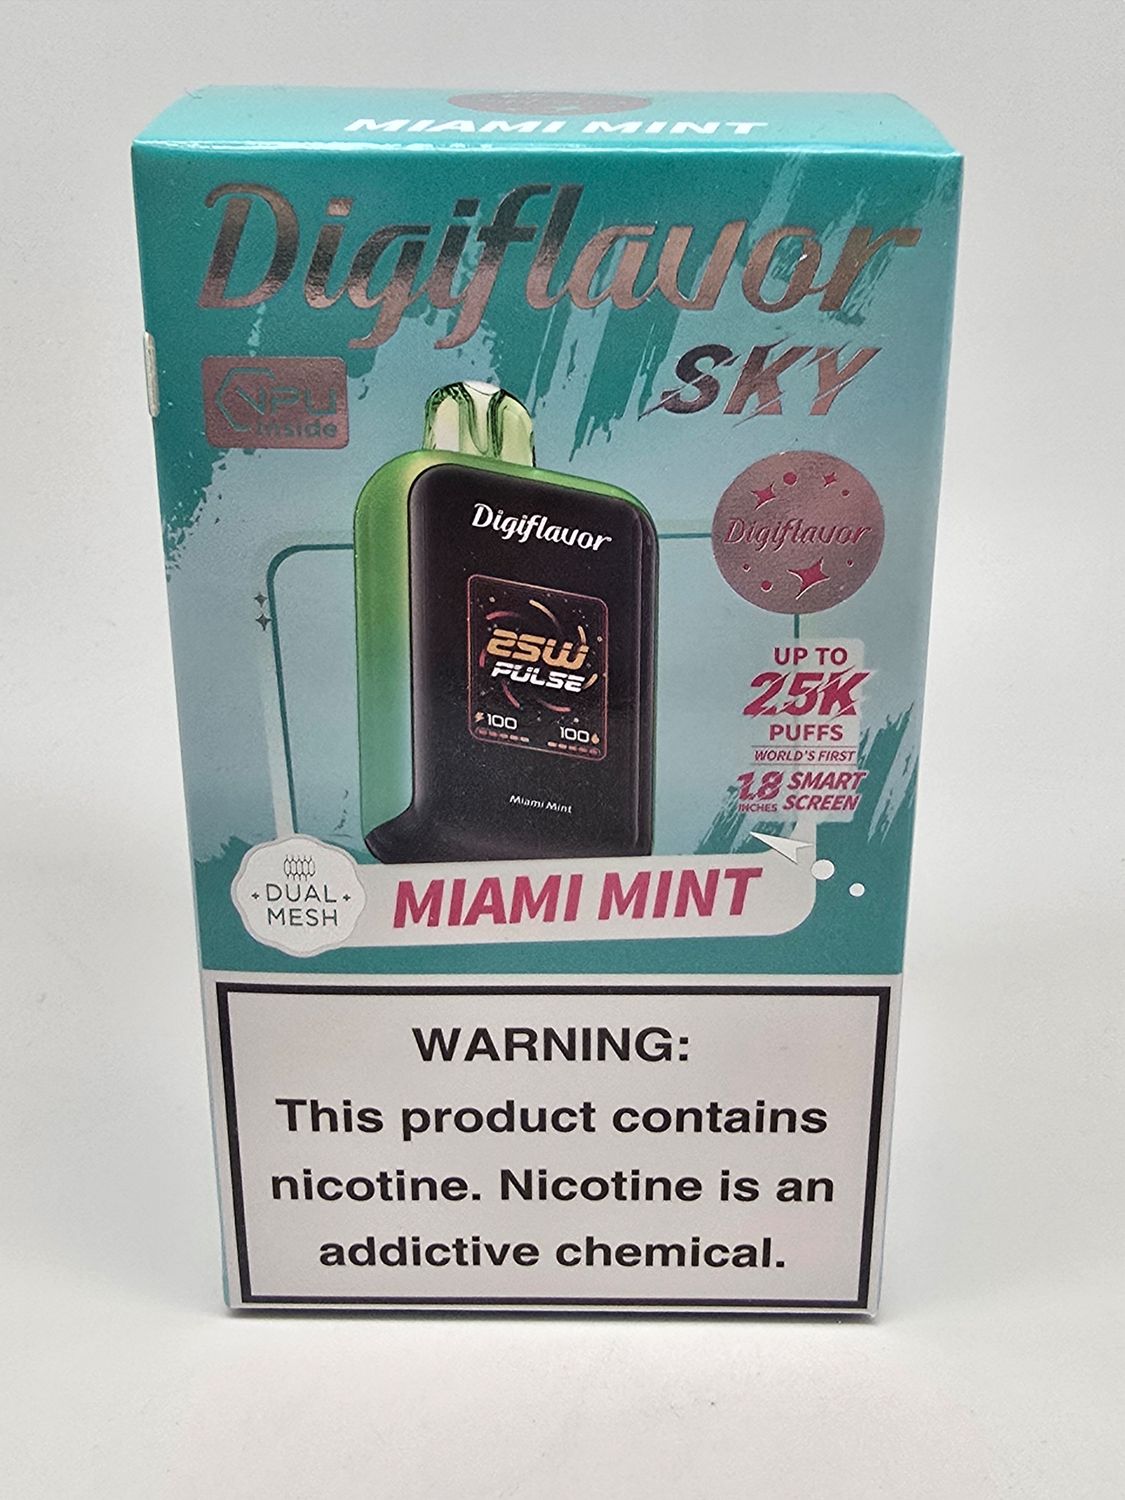 MIAMI MINT
Digiflavor
SKY
VPU
inside
Digiflavor
Digiflavor
25W
PULSE
100 100
Miami Mint
UP TO
25K
PUFFS
WORLD'S FIRST
1.8 SMART
INCHES SCREEN
DUAL
MESH
MIAMI MINT
WARNING:
This product contains
nicotine. Nicotine is an
addictive chemical.